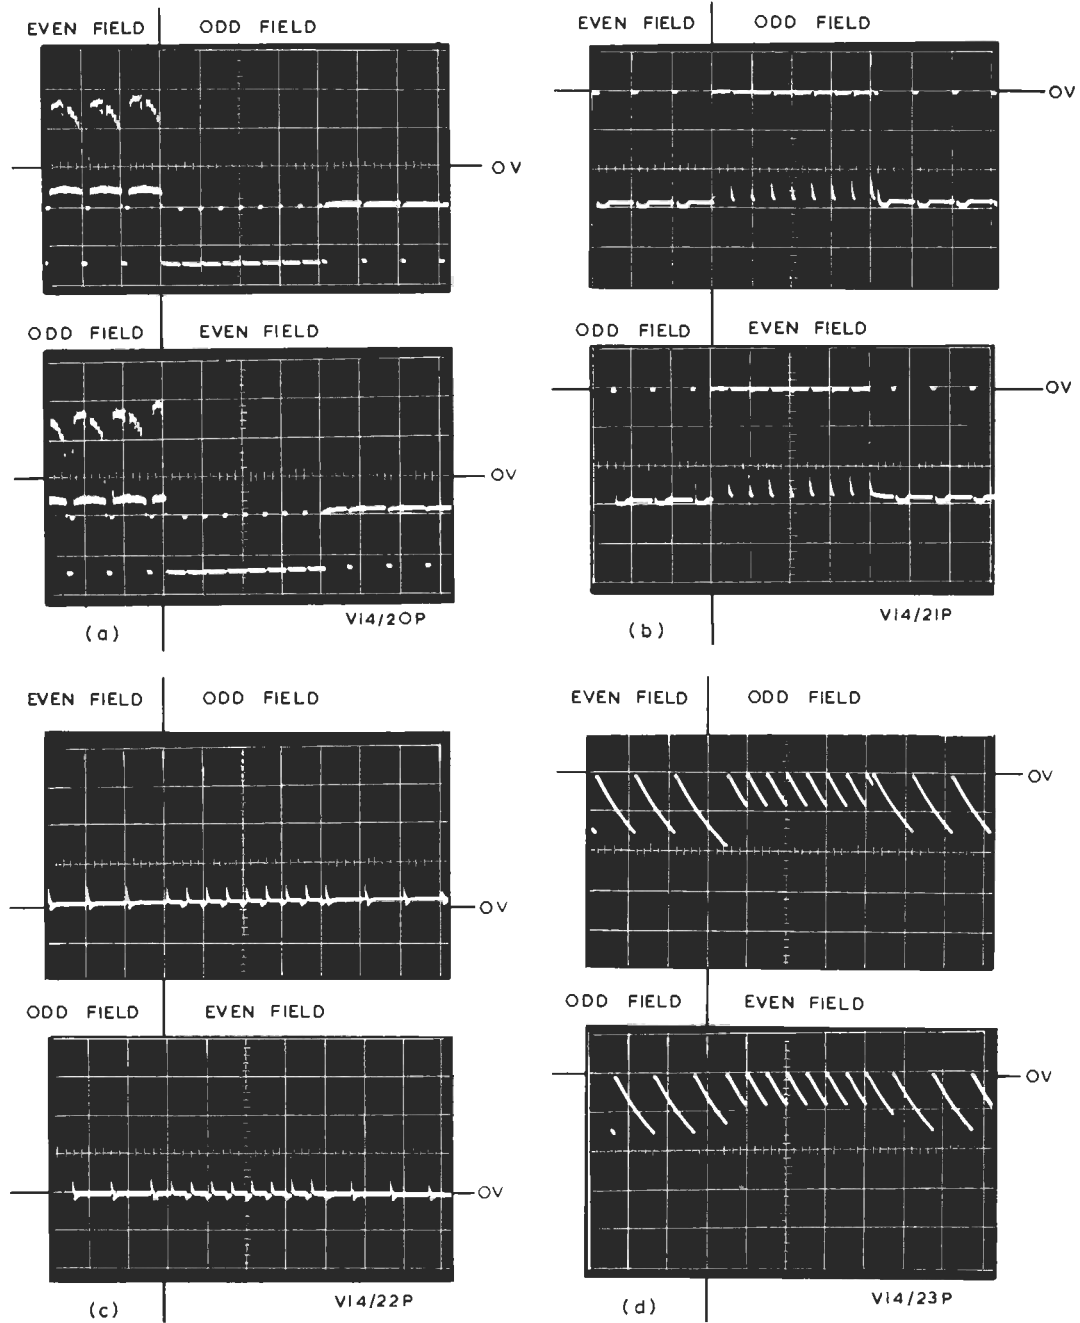 EVEN FIELD ODD FIELD
OV
ODD FIELD EVEN FIELD
OV
V14/20P
(a)
EVEN FIELD ODD FIELD
OV
ODD FIELD EVEN FIELD
OV
V14/21P
(b)
EVEN FIELD ODD FIELD
OV
ODD FIELD EVEN FIELD
OV
V14/22P
(c)
EVEN FIELD ODD FIELD
OV
ODD FIELD EVEN FIELD
OV
V14/23P
(d)